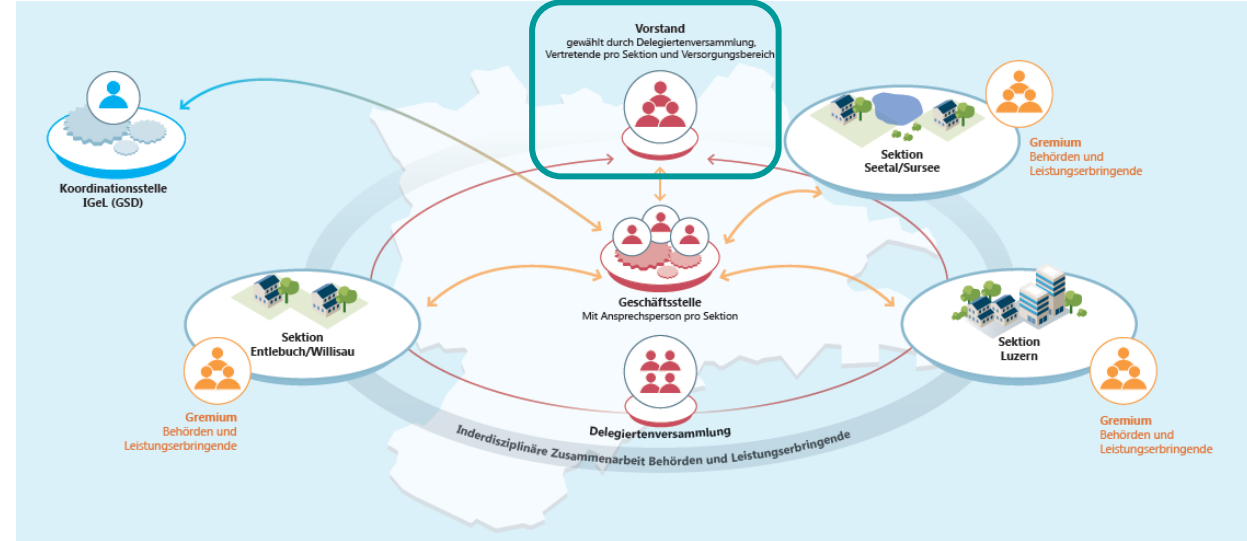 Vorstand
gewählt durch Delegiertenversammlung,
Vertretende pro Sektion und Versorgungsbereich
Gremium
Behörden und
Leistungserbringende
Sektion
Seetal/Sursee
Koordinationsstelle
IGeL (GSD)
Geschäftsstelle
Mit Ansprechsperson pro Sektion
Sektion
Entlebuch/Willisau
Sektion
Luzern
Gremium
Behörden und
Leistungserbringende
Delegiertenversammlung
Gremium
Behörden und
Leistungserbringende
Inderdisziplinäre Zusammenarbeit Behörden und Leistungserbringende